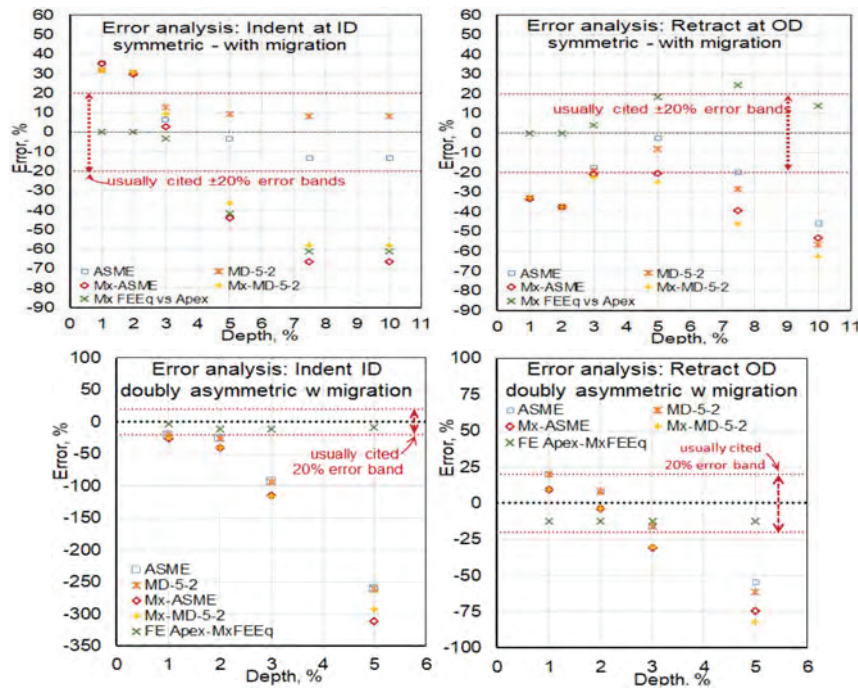 Error analysis: Indent at ID
symmetric - with migration
60
50
40
30
20
10
0
-10
-20
-30
-40
-50
-60
-70
-80
-90
Error, %
usually cited ±20% error bands
ASME
MD-5-2
Mx-ASME
Mx-MD-5-2
Mx FEEq vs Apex
0 1 2 3 4 5 6 7 8 9 10 11
Depth, %
Error analysis: Retract at OD
symmetric - with migration
60
50
40
30
20
10
0
-10
-20
-30
-40
-50
-60
-70
-80
-90
Error, %
usually cited ±20% error bands
ASME
MD-5-2
Mx-ASME
Mx-MD-5-2
Mx FEEq vs Apex
0 1 2 3 4 5 6 7 8 9 10 11
Depth, %
Error analysis: Indent ID
doubly asymmetric w migration
100
50
0
-50
-100
-150
-200
-250
-300
-350
Error, %
usually cited
20% error band
ASME
MD-5-2
Mx-ASME
Mx-MD-5-2
FE Apex-MxFEEq
0 1 2 3 4 5 6
Depth, %
Error analysis: Retract OD
doubly asymmetric w migration
100
75
50
25
0
-25
-50
-75
-100
Error, %
ASME
MD-5-2
Mx-ASME
Mx-MD-5-2
FE Apex-MxFEEq
usually cited
20% error band
0 1 2 3 4 5 6
Depth, %